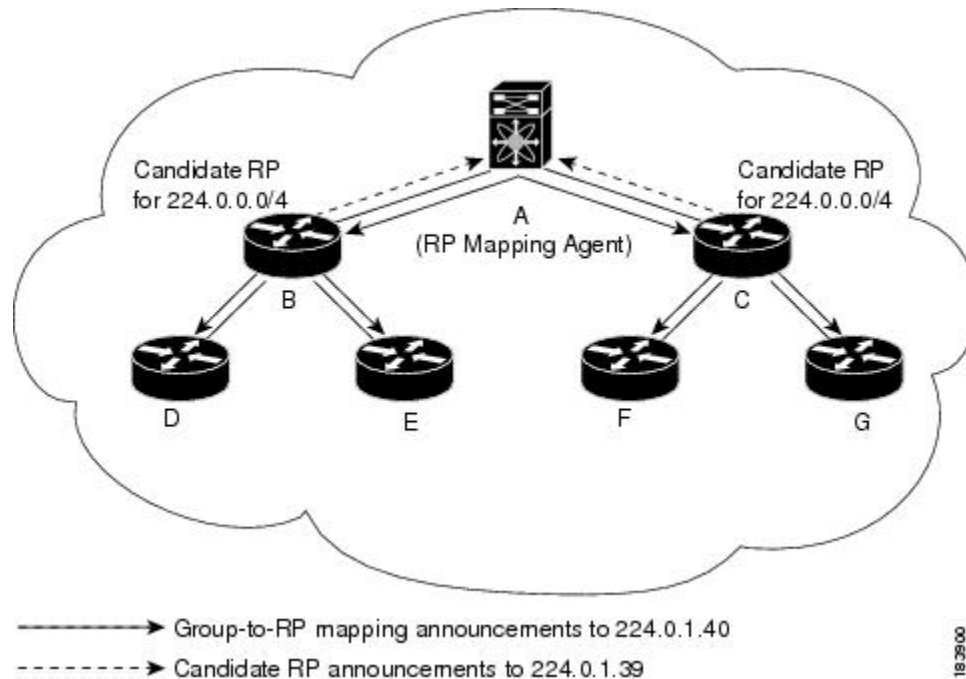 Candidate RP
for 224.0.0.0/4
Candidate RP
for 224.0.0.0/4
A
(RP Mapping Agent)
B
C
D
E
F
G
Group-to-RP mapping announcements to 224.0.1.40
Candidate RP announcements to 224.0.1.39
183900